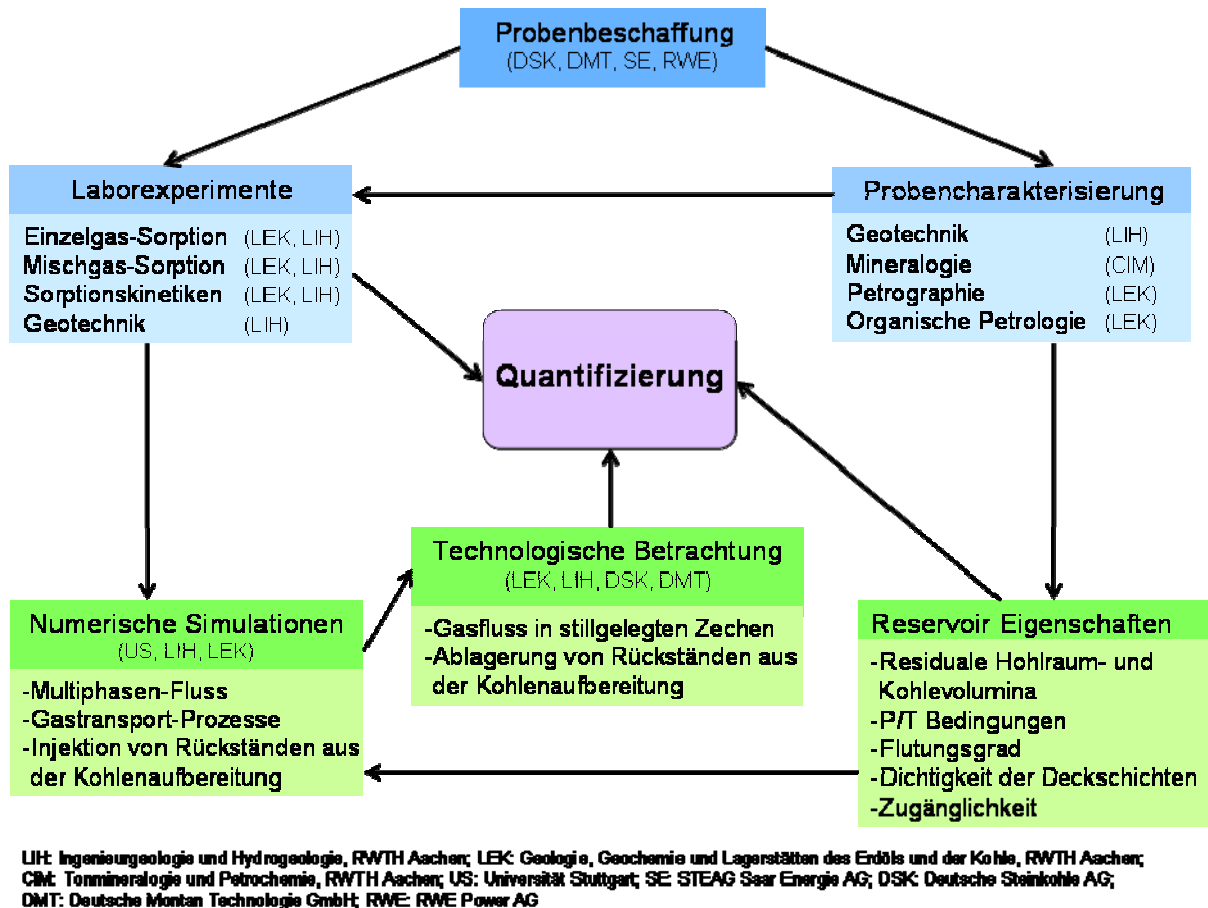 Probenbeschaffung
(DSK, DMT, SE, RWE)
Laborexperimente
Einzelgas-Sorption (LEK, LIH)
Mischgas-Sorption (LEK, LIH)
Sorptionskinetiken (LEK, LIH)
Geotechnik (LIH)
Probencharakterisierung
Geotechnik (LIH)
Mineralogie (CIM)
Petrographie (LEK)
Organische Petrologie (LEK)
Quantifizierung
Technologische Betrachtung
(LEK, LIH, DSK, DMT)
-Gasfluss in stillgelegten Zechen
-Ablagerung von Rückständen aus
der Kohlenaufbereitung
Numerische Simulationen
(US, LIH, LEK)
-Multiphasen-Fluss
-Gastransport-Prozesse
-Injektion von Rückständen aus
der Kohlenaufbereitung
Reservoir Eigenschaften
-Residuale Hohlraum- und
Kohlevolumina
-P/T Bedingungen
-Flutungsgrad
-Dichtigkeit der Deckschichten
-Zugänglichkeit
LIH: Ingenieurgeologie und Hydrogeologie, RWTH Aachen; LEK: Geologie, Geochemie und Lagerstätten des Erdöls und der Kohle, RWTH Aachen;
CIM: Tonmineralogie und Petrochemie, RWTH Aachen; US: Universität Stuttgart; SE: STEAG Saar Energie AG; DSK: Deutsche Steinkohle AG;
DMT: Deutsche Montan Technologie GmbH; RWE: RWE Power AG